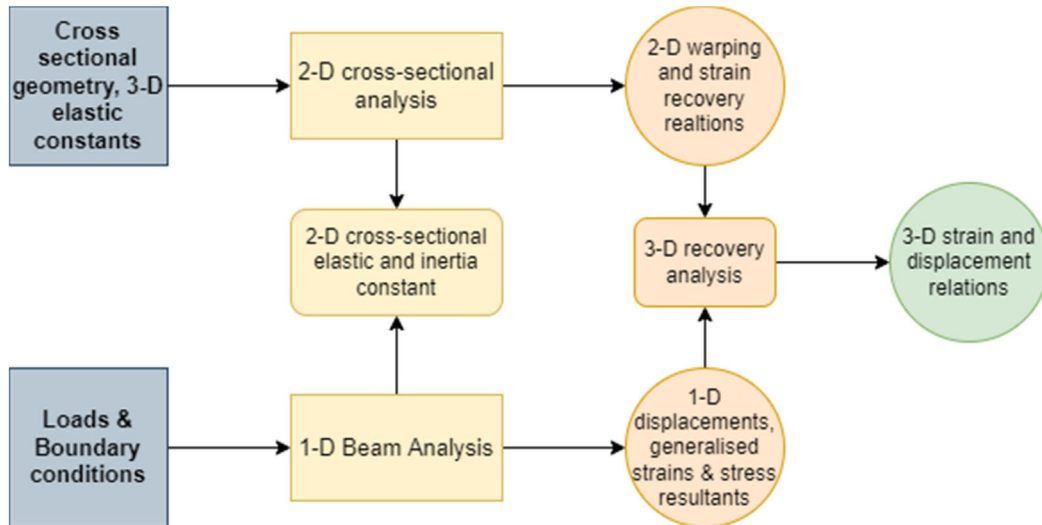 Cross
sectional
geometry, 3-D
elastic
constants
2-D cross-sectional
analysis
2-D warping
and strain
recovery
realtions
2-D cross-sectional
elastic and inertia
constant
3-D recovery
analysis
3-D strain and
displacement
relations
Loads &
Boundary
conditions
1-D Beam Analysis
1-D
displacements,
generalised
strains & stress
resultants